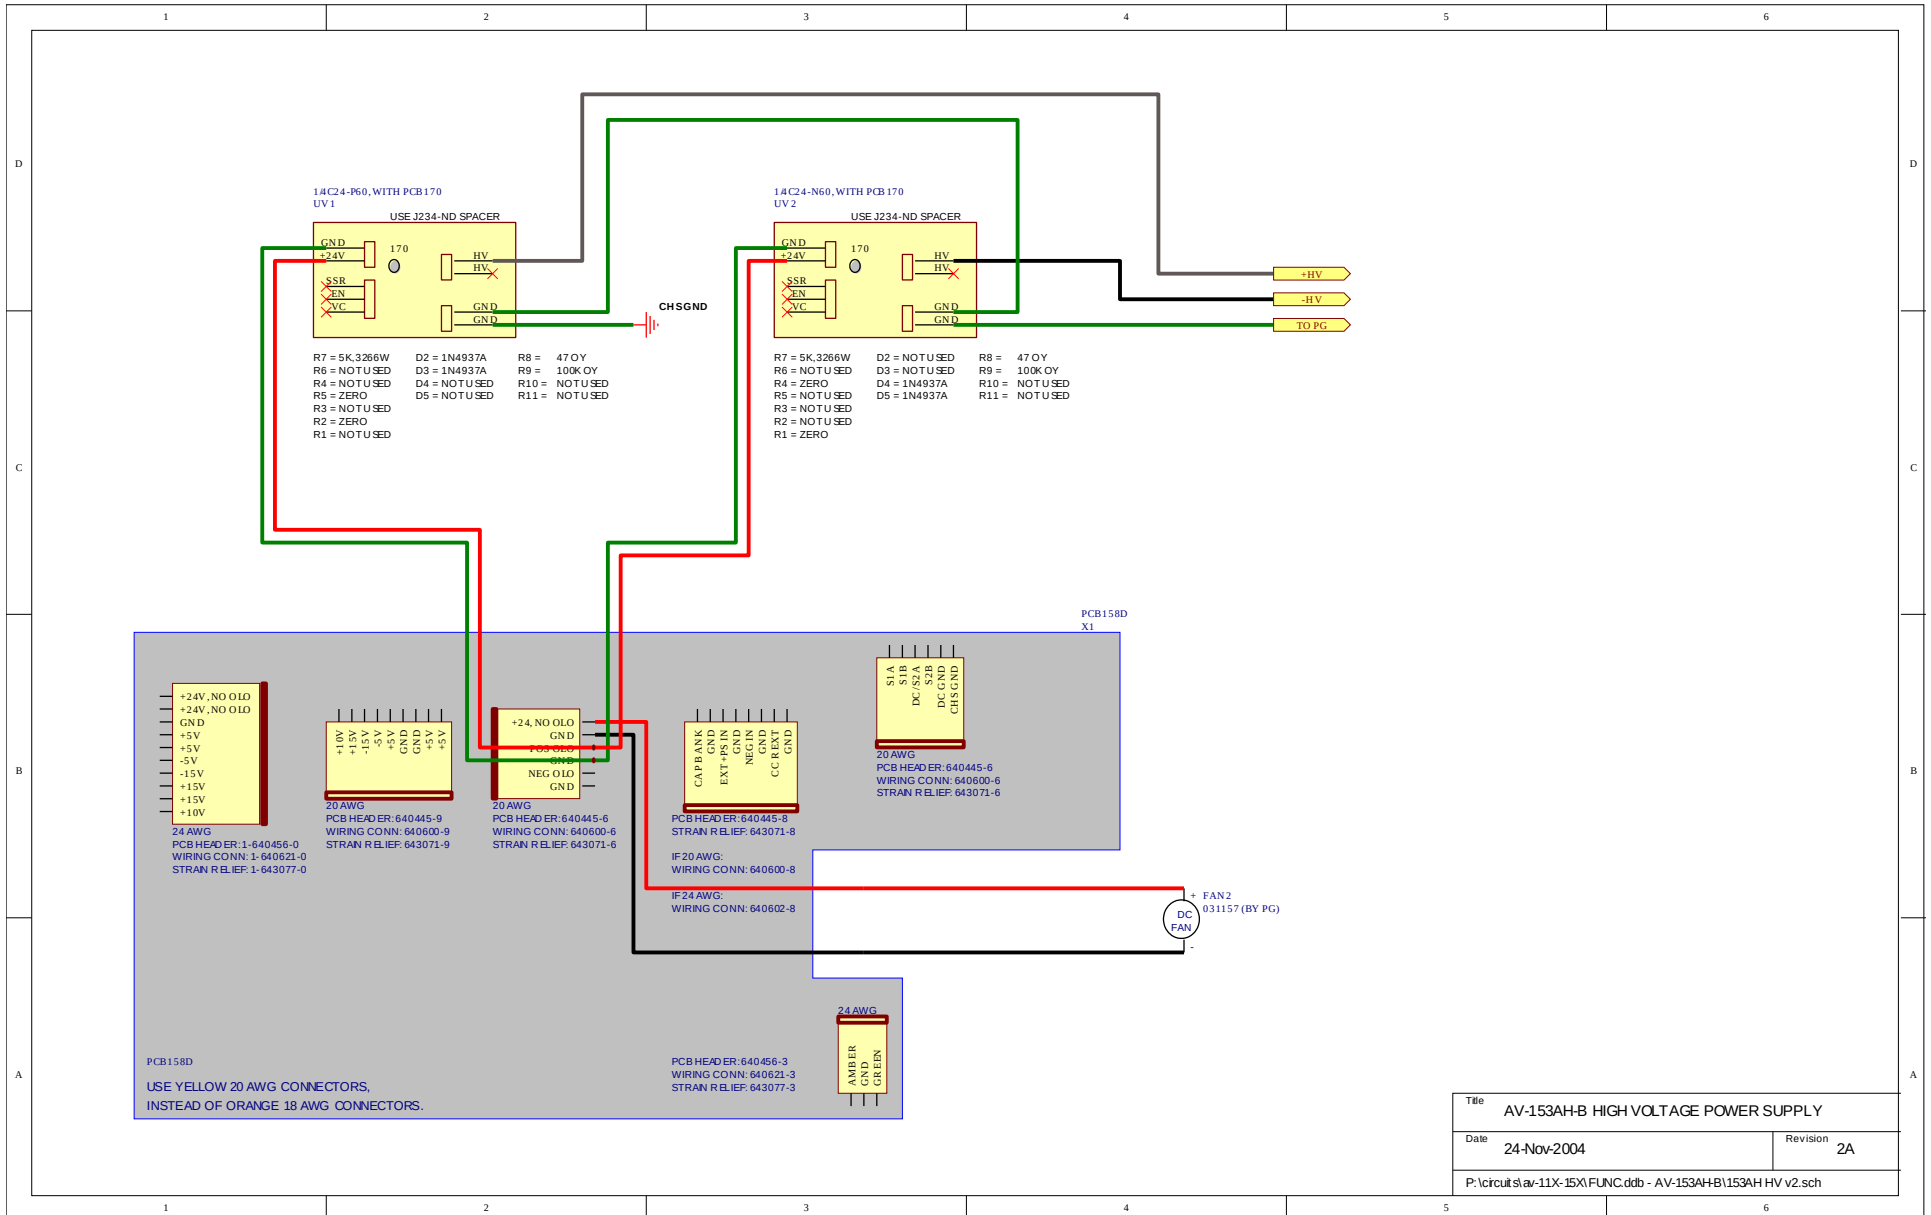 1 2 3 4 5 6
D D
1/4C24-P60, WITH PCB170
UV1
USE J234-ND SPACER
GND
+24V
170
SSR
EN
VC
HV
HV
GND
GND
CHSGND
R7 = 5K, 3266W D2 = 1N4937A R8 = 47 OY
R6 = NOT USED D3 = 1N4937A R9 = 100K OY
R4 = NOT USED D4 = NOT USED R10 = NOT USED
R5 = ZERO D5 = NOT USED R11 = NOT USED
R3 = NOT USED
R2 = ZERO
R1 = NOT USED
1/4C24-N60, WITH PCB170
UV2
USE J234-ND SPACER
GND
+24V
170
SSR
EN
VC
HV
HV
GND
GND
R7 = 5K, 3266W D2 = NOT USED R8 = 47 OY
R6 = NOT USED D3 = NOT USED R9 = 100K OY
R4 = ZERO D4 = 1N4937A R10 = NOT USED
R5 = NOT USED D5 = 1N4937A R11 = NOT USED
R3 = NOT USED
R2 = NOT USED
R1 = ZERO
+HV
-HV
TO PG
C C
PCB158D
X1
B B
+24V, NO OLO
+24V, NO OLO
GND
+5V
+5V
-5V
-15V
+15V
+15V
+10V
24 AWG
PCB HEADER: 1-640456-0
WIRING CONN: 1-640621-0
STRAIN RELIEF: 1-643077-0
+10V
+15V
-15V
-5V
+5V
GND
GND
+5V
+5V
20 AWG
PCB HEADER: 640445-9
WIRING CONN: 640600-9
STRAIN RELIEF: 643071-9
+24, NO OLO
GND
POS OLO
GND
NEG OLO
GND
20 AWG
PCB HEADER: 640445-6
WIRING CONN: 640600-6
STRAIN RELIEF: 643071-6
CAP BANK
GND
EXT +PS IN
GND
NEG IN
GND
CC R EXT
GND
PCB HEADER: 640445-8
STRAIN RELIEF: 643071-8
IF 20 AWG:
WIRING CONN: 640600-8
IF 24 AWG:
WIRING CONN: 640602-8
S1A
S1B
DC/S2A
S2B
DC GND
CHSGND
20 AWG
PCB HEADER: 640445-6
WIRING CONN: 640600-6
STRAIN RELIEF: 643071-6
+ FAN2
031157 (BY PG)
DC
FAN
-
24 AWG
AMBER
GND
GREEN
PCB HEADER: 640456-3
WIRING CONN: 640621-3
STRAIN RELIEF: 643077-3
PCB158D
USE YELLOW 20 AWG CONNECTORS,
INSTEAD OF ORANGE 18 AWG CONNECTORS.
A A
Title
AV-153AH-B HIGH VOLTAGE POWER SUPPLY
Date
24-Nov-2004
Revision
2A
P:\circuits\av-11X-15X\FUNC.ddb - AV-153AH-B\153AH HV v2.sch
1 2 3 4 5 6